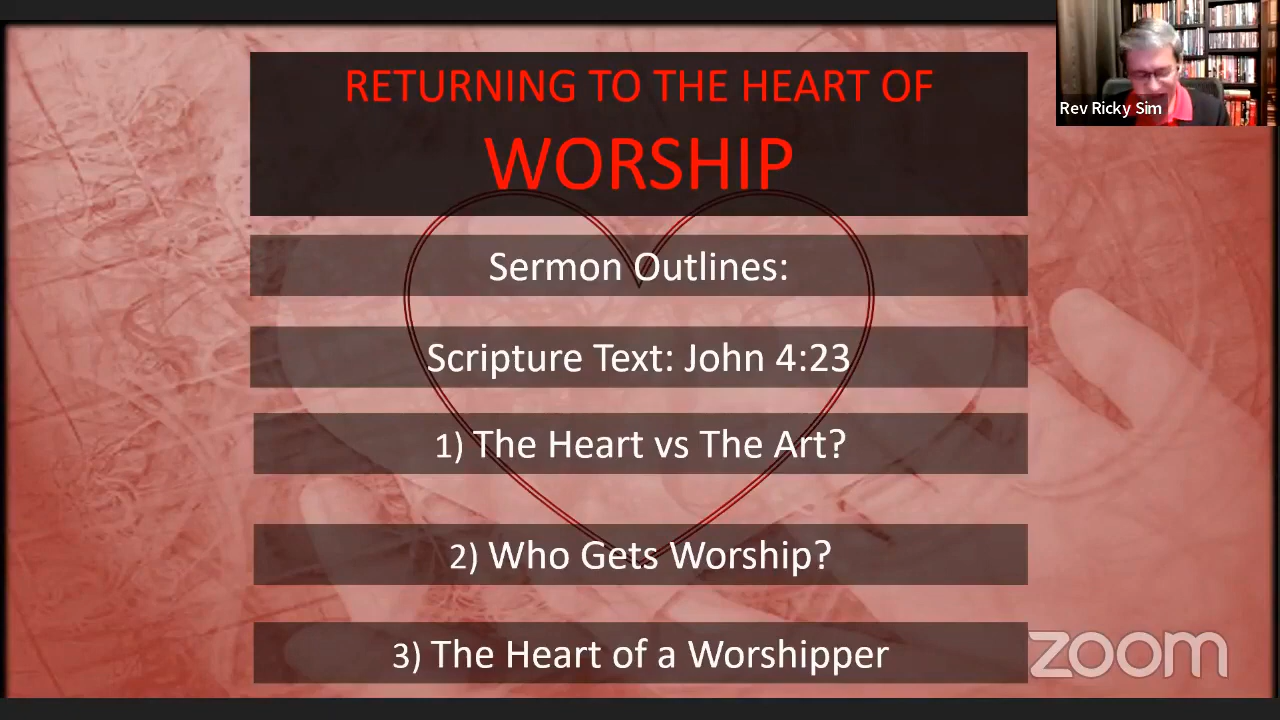 RETURNING TO THE HEART OF
WORSHIP
Sermon Outlines:
Scripture Text: John 4:23
1) The Heart vs The Art?
2) Who Gets Worship?
3) The Heart of a Worshipper
Rev Ricky Sim
zoom